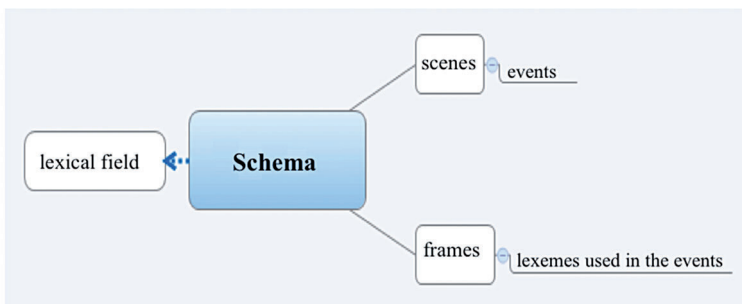 scenes
events
lexical field
Schema
frames
lexemes used in the events